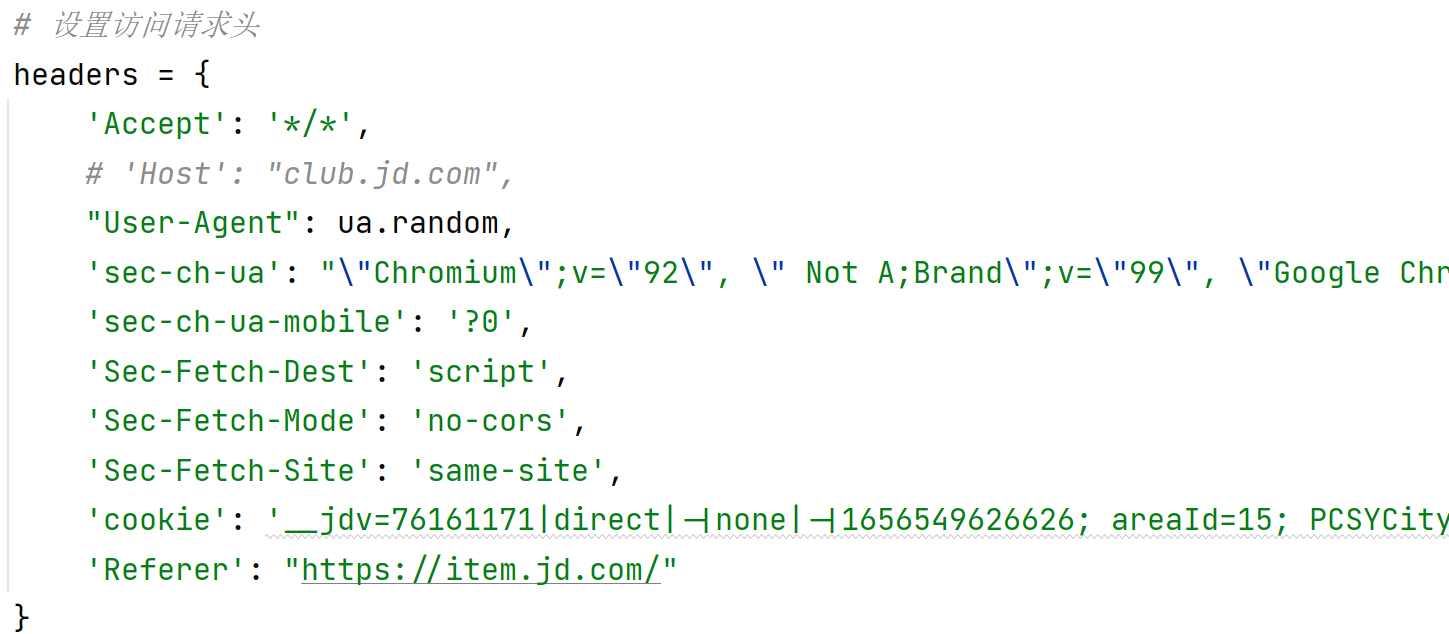 # 设置访问请求头
headers = {
'Accept': '*/*',
# 'Host': "club.jd.com",
"User-Agent": ua.random,
'sec-ch-ua': "\"Chromium\";v=\"92\", \" Not A;Brand\";v=\"99\", \"Google Chr
'sec-ch-ua-mobile': '?0',
'Sec-Fetch-Dest': 'script',
'Sec-Fetch-Mode': 'no-cors',
'Sec-Fetch-Site': 'same-site',
'cookie': '__jdv=76161171|direct|-|none|-|1656549626626; areaId=15; PCSYCity
'Referer': "https://item.jd.com/"
}